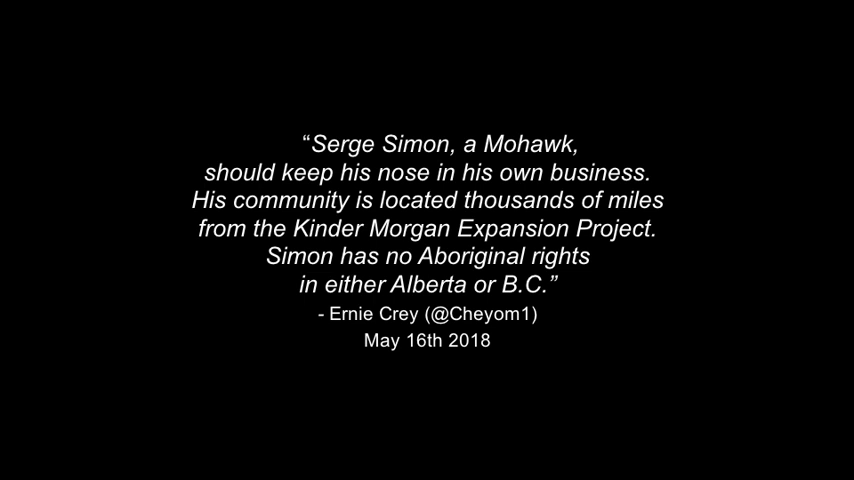 “Serge Simon, a Mohawk,
should keep his nose in his own business.
His community is located thousands of miles
from the Kinder Morgan Expansion Project.
Simon has no Aboriginal rights
in either Alberta or B.C.”
- Ernie Crey (@Cheyom1)
May 16th 2018